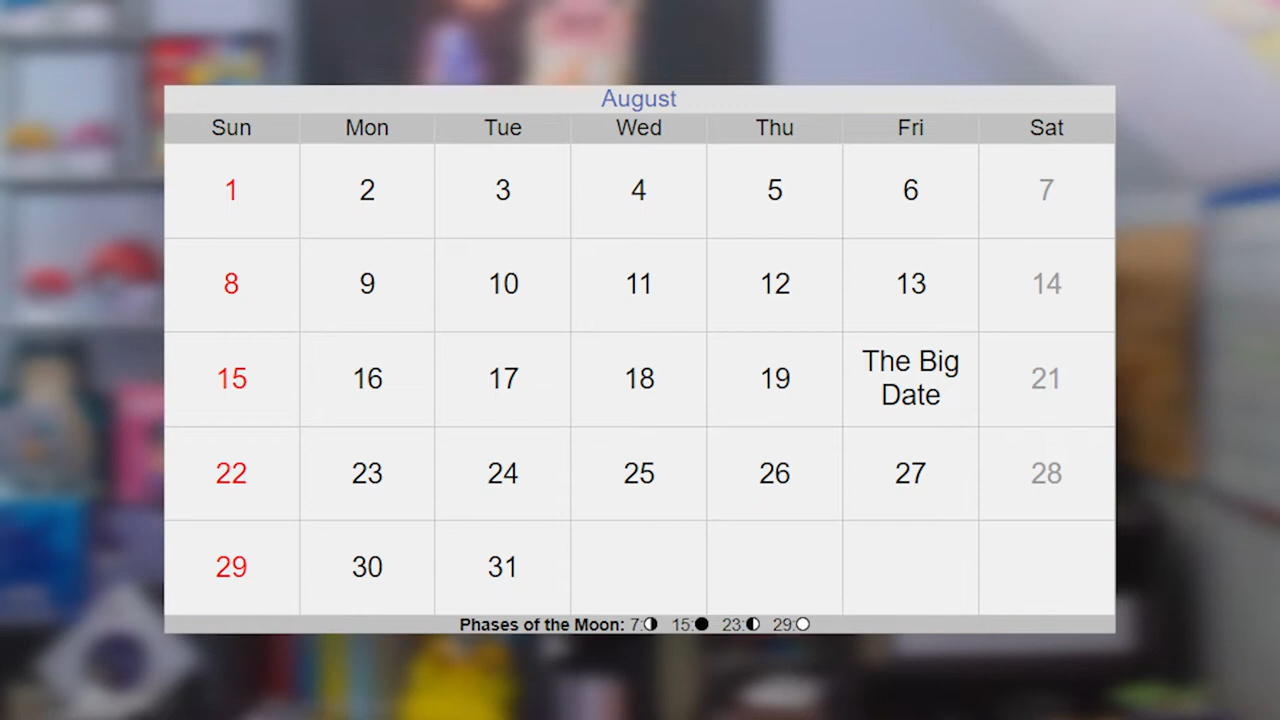 August
Sun Mon Tue Wed Thu Fri Sat
1 2 3 4 5 6 7
8 9 10 11 12 13 14
15 16 17 18 19 The Big Date 21
22 23 24 25 26 27 28
29 30 31
Phases of the Moon: 7: 15: 23: 29: